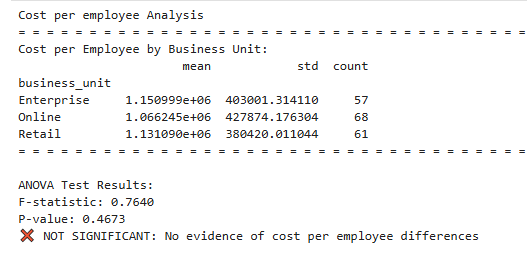 Cost per employee Analysis
= = = = = = = = = = = = = = = = = = = = = = = = = = = = = = = = = = = = =
Cost per Employee by Business Unit:
mean std count
business_unit
Enterprise 1.150999e+06 403001.314110 57
Online 1.066245e+06 427874.176304 68
Retail 1.131090e+06 380420.011044 61
= = = = = = = = = = = = = = = = = = = = = = = = = = = = = = = = = = = = =
ANOVA Test Results:
F-statistic: 0.7640
P-value: 0.4673
❌ NOT SIGNIFICANT: No evidence of cost per employee differences